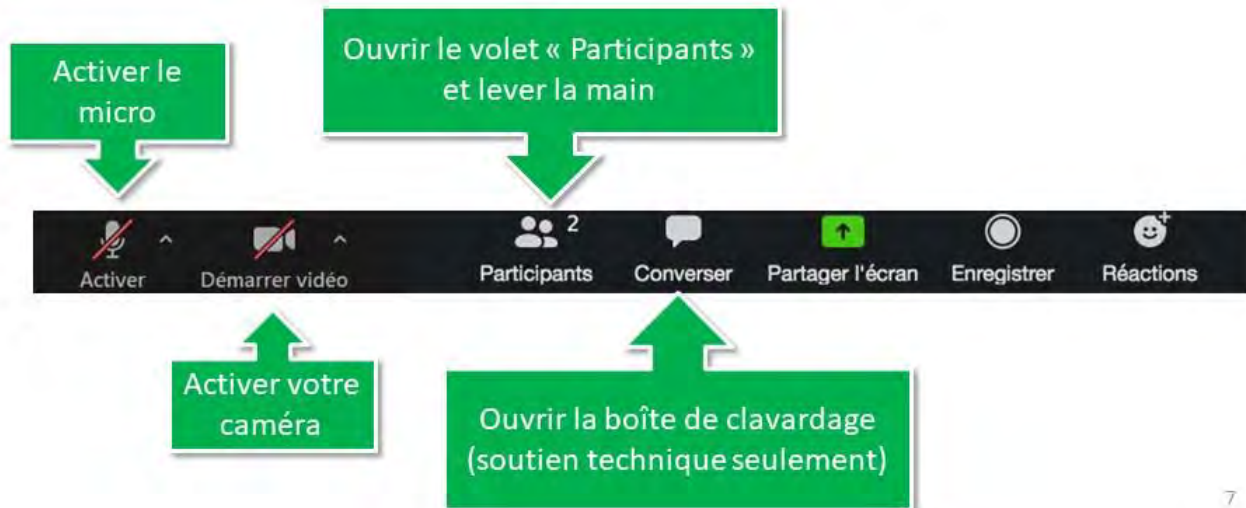 Ouvrir le volet « Participants »
et lever la main
Activer le
micro
2
Activer
Démarrer vidéo
Participants
Converser
Partager l'écran
Enregistrer
Réactions
Activer votre
caméra
Ouvrir la boîte de clavardage
(soutien technique seulement)
7